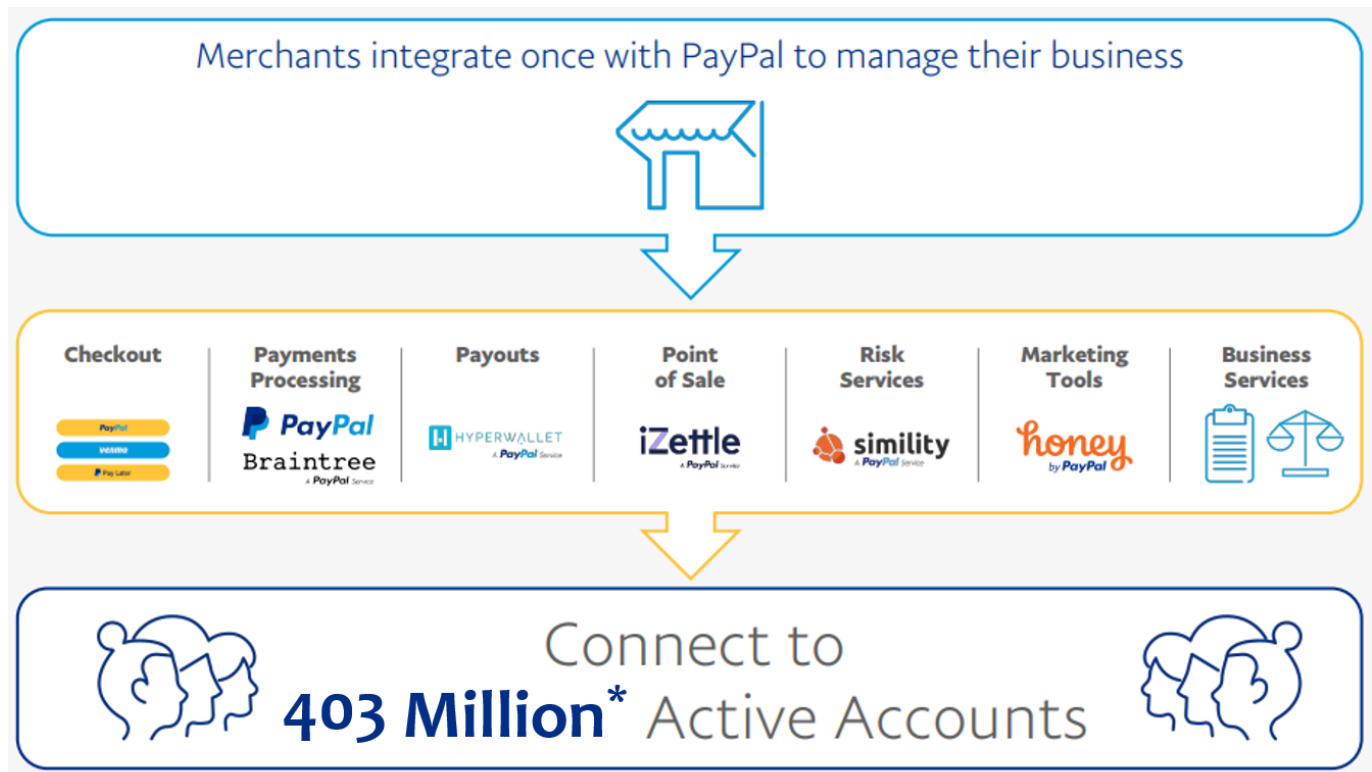 Merchants integrate once with PayPal to manage their business
Checkout
PayPal
venmo
Pay Later
Payments
Processing
PayPal
Braintree
A PayPal Service
Payouts
HYPERWALLET
A PayPal Service
Point
of Sale
iZettle
A PayPal Service
Risk
Services
simility
A PayPal Service
Marketing
Tools
honey
by PayPal
Business
Services
Connect to
403 Million* Active Accounts